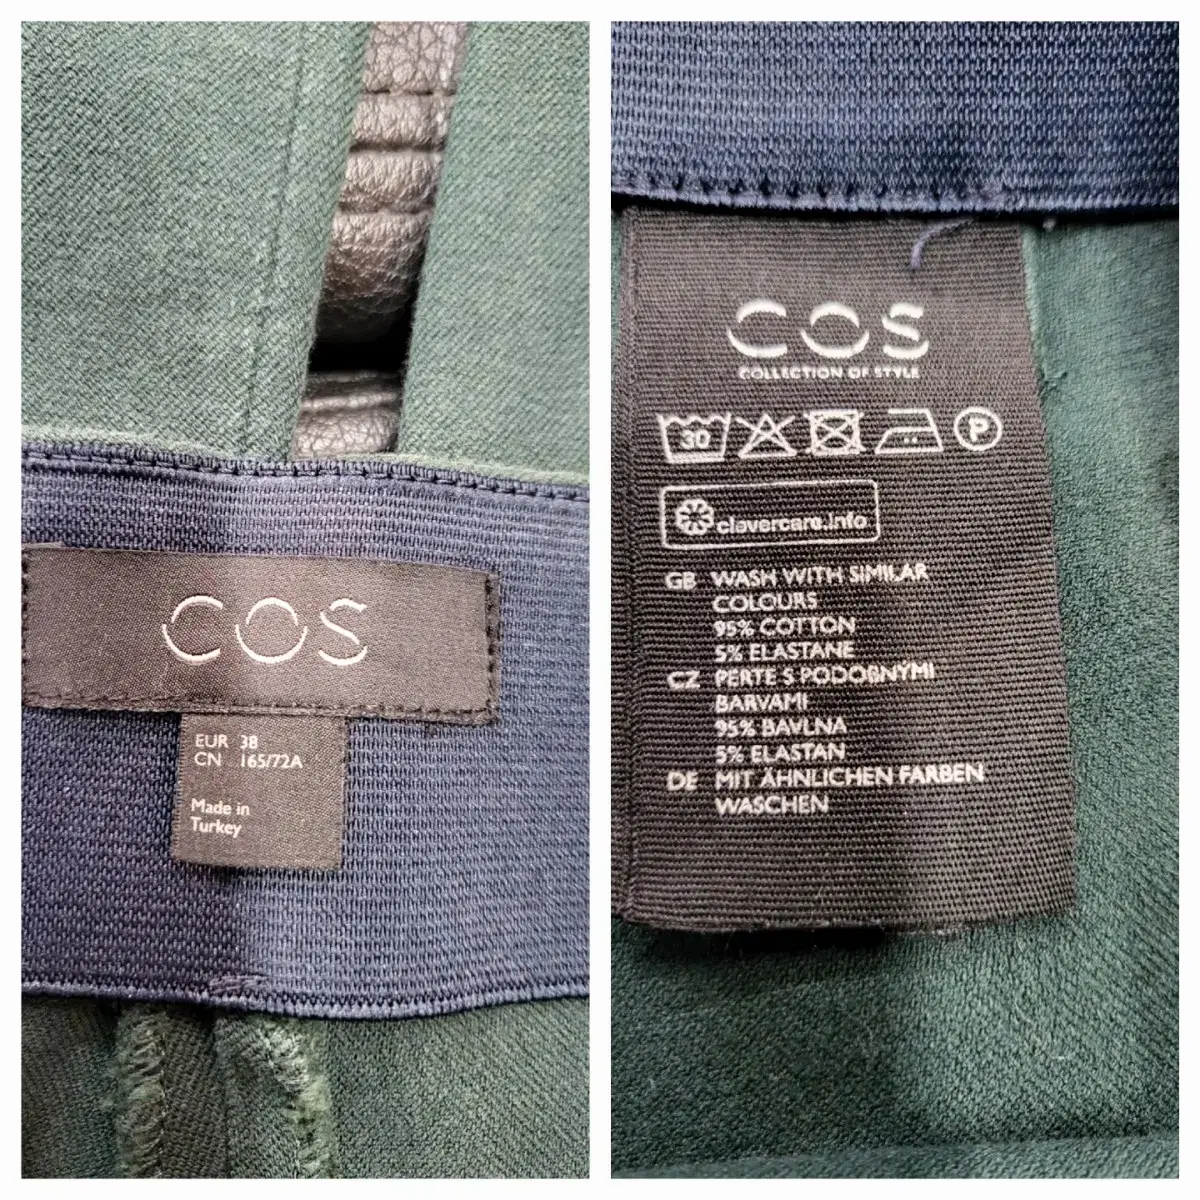 COS
EUR 38
CN 165/72A
Made in
Turkey
COS
COLLECTION OF STYLE
30
P
clevercare.info
GB WASH WITH SIMILAR
COLOURS
95% COTTON
5% ELASTANE
CZ PERTE S PODOBNÝMI
BARVAMI
95% BAVLNA
5% ELASTAN
DE MIT ÄHNLICHEN FARBEN
WASCHEN